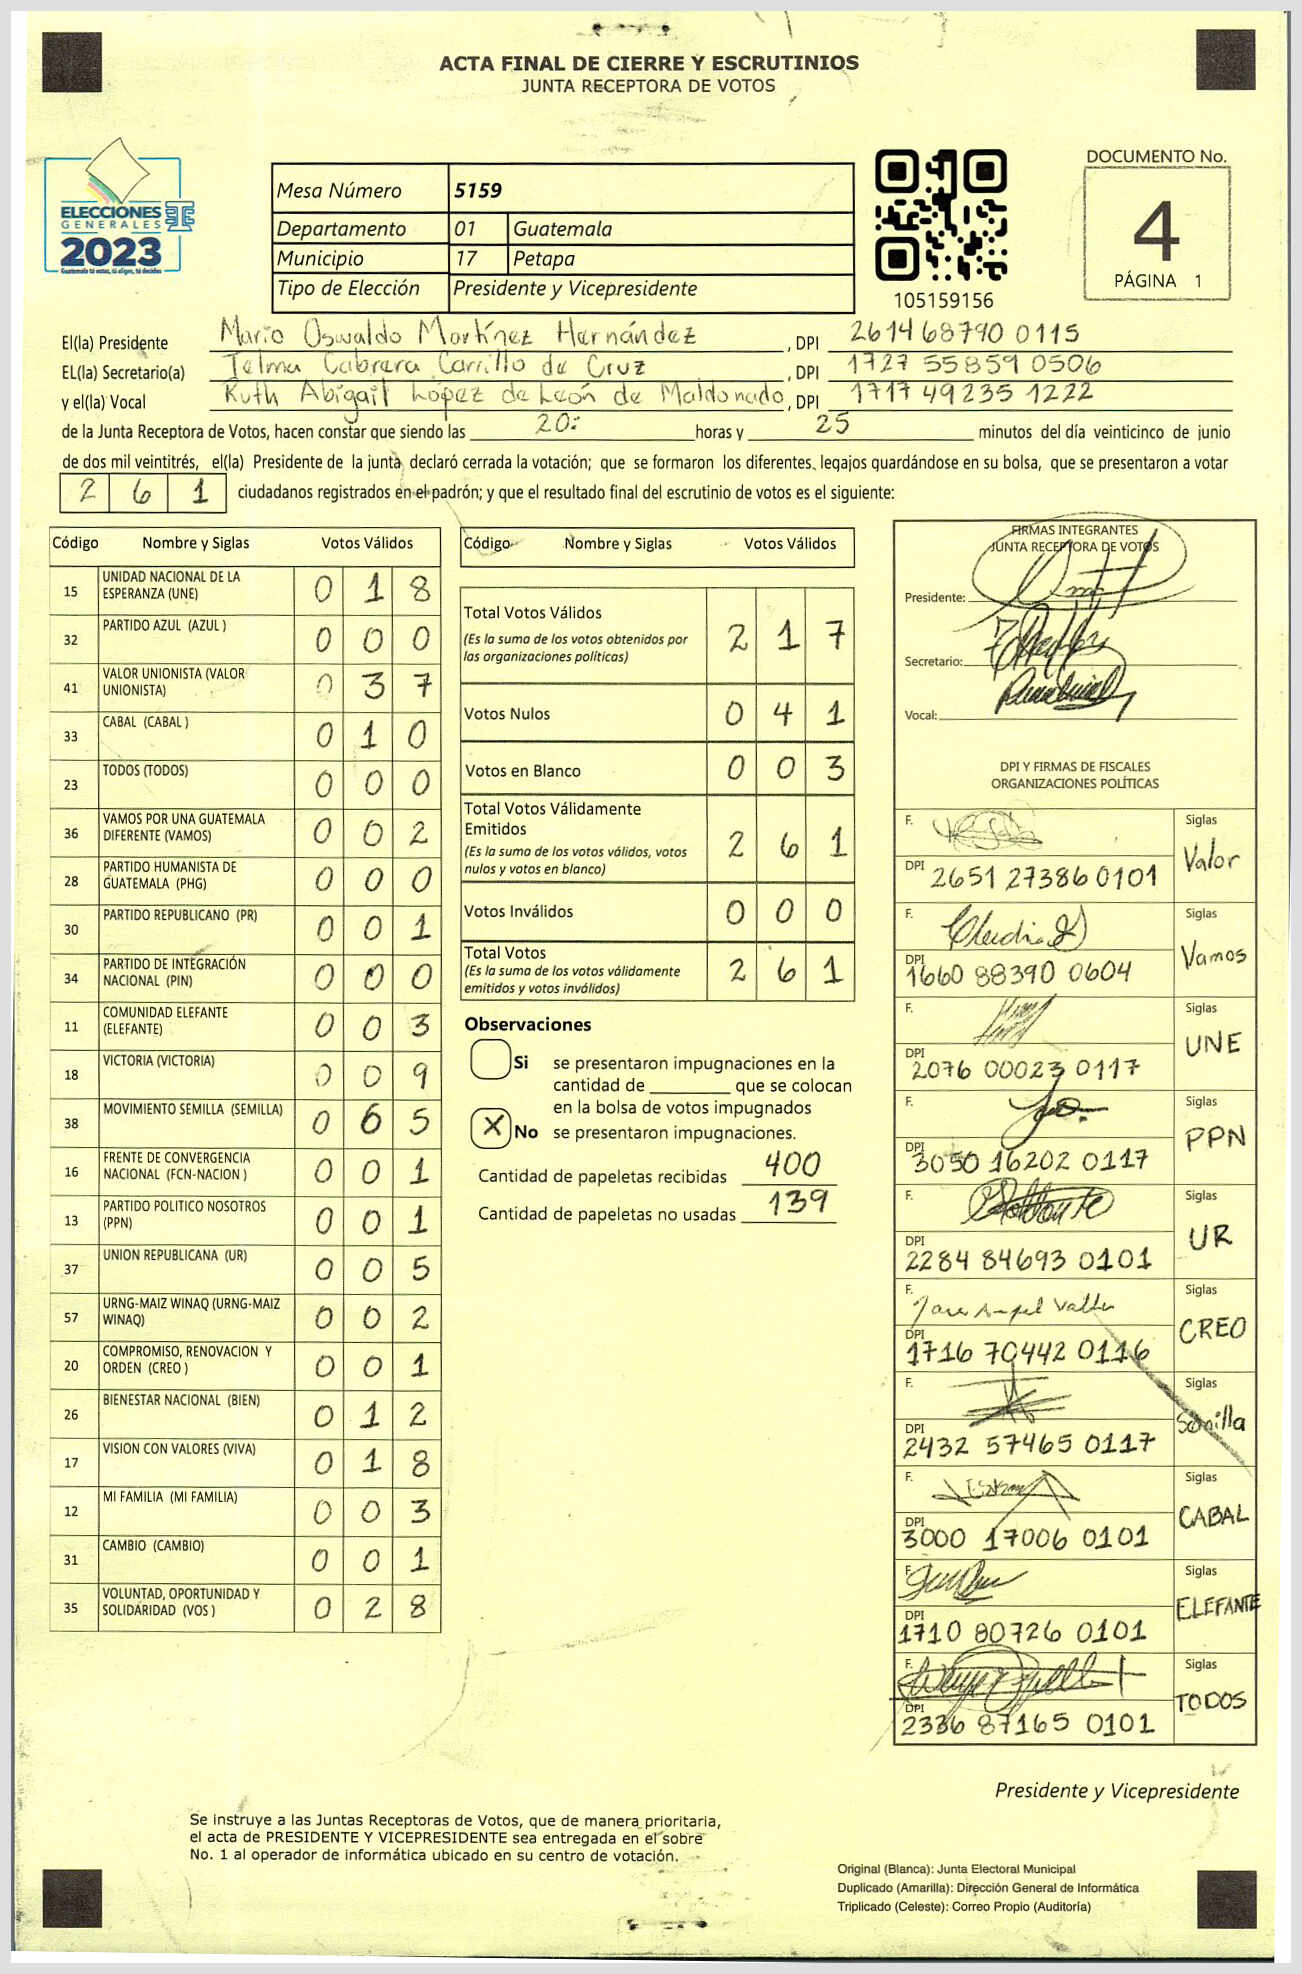 ACTA FINAL DE CIERRE Y ESCRUTINIOS
JUNTA RECEPTORA DE VOTOS
ELECCIONES
GENERALES
2023
Guatemala tú votas, tú eliges, tú decides
Mesa Número 5159
Departamento 01 Guatemala
Municipio 17 Petapa
Tipo de Elección Presidente y Vicepresidente
105159156
DOCUMENTO No.
4
PÁGINA 1
El(la) Presidente Mario Oswaldo Martínez Hernández, DPI 2614 68790 0115
EL(la) Secretario(a) Telma Cabrera Carrillo de Cruz, DPI 1727 55859 0506
y el(la) Vocal Ruth Abigail López de León de Maldonado, DPI 1717 49235 1222
de la Junta Receptora de Votos, hacen constar que siendo las 20: horas y 25 minutos del día veinticinco de junio
de dos mil veintitrés, el(la) Presidente de la junta declaró cerrada la votación; que se formaron los diferentes legajos guardándose en su bolsa, que se presentaron a votar
2 6 1 ciudadanos registrados en el padrón; y que el resultado final del escrutinio de votos es el siguiente:
Código Nombre y Siglas Votos Válidos
15 UNIDAD NACIONAL DE LA ESPERANZA (UNE) 0 1 8
32 PARTIDO AZUL (AZUL ) 0 0 0
41 VALOR UNIONISTA (VALOR UNIONISTA) 0 3 7
33 CABAL (CABAL ) 0 1 0
23 TODOS (TODOS) 0 0 0
36 VAMOS POR UNA GUATEMALA DIFERENTE (VAMOS) 0 0 2
28 PARTIDO HUMANISTA DE GUATEMALA (PHG) 0 0 0
30 PARTIDO REPUBLICANO (PR) 0 0 1
34 PARTIDO DE INTEGRACIÓN NACIONAL (PIN) 0 0 0
11 COMUNIDAD ELEFANTE (ELEFANTE) 0 0 3
18 VICTORIA (VICTORIA) 0 0 9
38 MOVIMIENTO SEMILLA (SEMILLA) 0 6 5
16 FRENTE DE CONVERGENCIA NACIONAL (FCN-NACION ) 0 0 1
13 PARTIDO POLITICO NOSOTROS (PPN) 0 0 1
37 UNION REPUBLICANA (UR) 0 0 5
57 URNG-MAIZ WINAQ (URNG-MAIZ WINAQ) 0 0 2
20 COMPROMISO, RENOVACION Y ORDEN (CREO ) 0 0 1
26 BIENESTAR NACIONAL (BIEN) 0 1 2
17 VISION CON VALORES (VIVA) 0 1 8
12 MI FAMILIA (MI FAMILIA) 0 0 3
31 CAMBIO (CAMBIO) 0 0 1
35 VOLUNTAD, OPORTUNIDAD Y SOLIDARIDAD (VOS ) 0 2 8
Código Nombre y Siglas Votos Válidos
Total Votos Válidos 2 1 7
(Es la suma de los votos obtenidos por
las organizaciones políticas)
Votos Nulos 0 4 1
Votos en Blanco 0 0 3
Total Votos Válidamente
Emitidos 2 6 1
(Es la suma de los votos válidos, votos
nulos y votos en blanco)
Votos Inválidos 0 0 0
Total Votos 2 6 1
(Es la suma de los votos válidamente
emitidos y votos inválidos)
Observaciones
Si se presentaron impugnaciones en la
cantidad de ________ que se colocan
en la bolsa de votos impugnados
X No se presentaron impugnaciones.
Cantidad de papeletas recibidas 400
Cantidad de papeletas no usadas 139
FIRMAS INTEGRANTES
JUNTA RECEPTORA DE VOTOS
Presidente:
Secretario:
Vocal:
DPI Y FIRMAS DE FISCALES
ORGANIZACIONES POLÍTICAS
F. Siglas Valor
DPI 2651 27386 0101
F. Siglas Vamos
DPI 1660 88390 0604
F. Siglas UNE
DPI 2076 00023 0117
F. Siglas PPN
DPI 3050 16202 0117
F. Siglas UR
DPI 2284 84693 0101
F. Siglas CREO
DPI 1716 70442 0116
F. Siglas Semilla
DPI 2432 57465 0117
F. Siglas CABAL
DPI 3000 17006 0101
F. Siglas ELEFANTE
DPI 1710 80726 0101
F. Siglas TODOS
DPI 2336 87165 0101
Presidente y Vicepresidente
Se instruye a las Juntas Receptoras de Votos, que de manera prioritaria,
el acta de PRESIDENTE Y VICEPRESIDENTE sea entregada en el sobre
No. 1 al operador de informática ubicado en su centro de votación.
Original (Blanca): Junta Electoral Municipal
Duplicado (Amarilla): Dirección General de Informática
Triplicado (Celeste): Correo Propio (Auditoría)